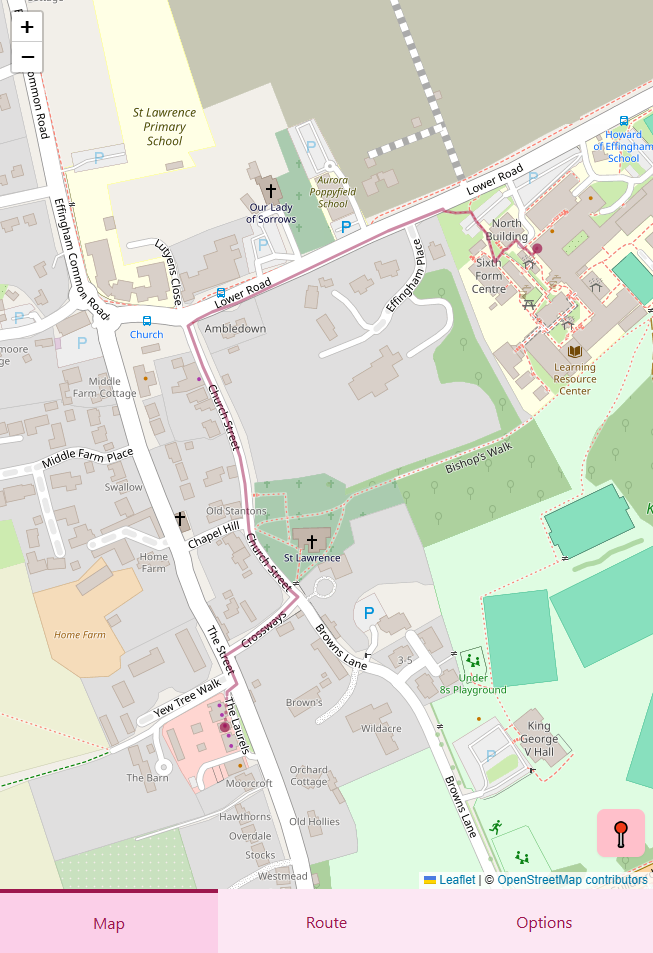 Cottage
+
−
Common Road
St Lawrence
Primary
School
P
P
Howard
of Effingham
School
Aurora
Poppyfield
School
Lower Road
P
Our Lady
of Sorrows
P
P
North
Building
Effingham Common Road
Lutyens Close
Effingham Place
Sixth
Form
Centre
Lower Road
P
Church
Ambledown
P
Learning
Resource
Center
Middle
Farm Cottage
Church Street
Middle Farm Place
Bishop's Walk
Swallow
Old Stantons
Chapel Hill
Church Street
St Lawrence
Home
Farm
P
Home Farm
The Street
Crossways
Browns Lane
3-5
Under
8s Playground
Yew Tree Walk
The Laurels
Brown's
Wildacre
King
George
V Hall
P
The Barn
Moorcroft
Orchard
Cottage
Browns Lane
Hawthorns
Old Hollies
Overdale
Stocks
Westmead
Leaflet | © OpenStreetMap contributors
Map
Route
Options